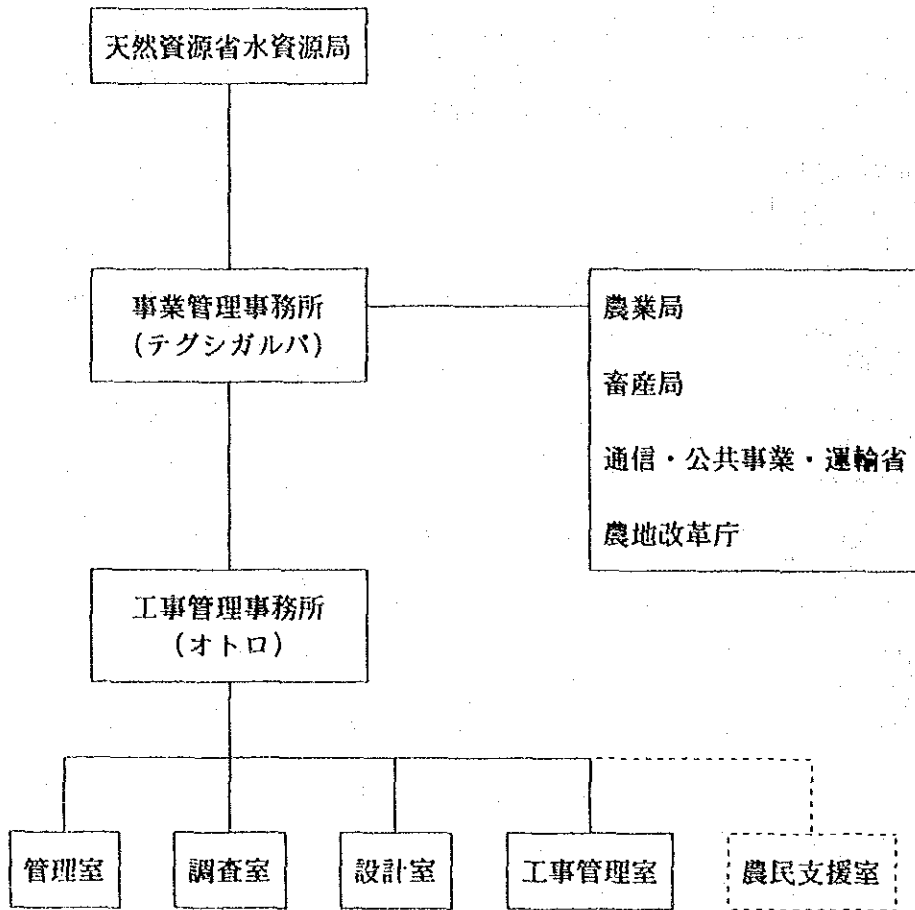 天然資源省水資源局
事業管理事務所
(テグシガルパ)
農業局
畜産局
通信・公共事業・運輸省
農地改革庁
工事管理事務所
(オトロ)
管理室
調査室
設計室
工事管理室
農民支援室